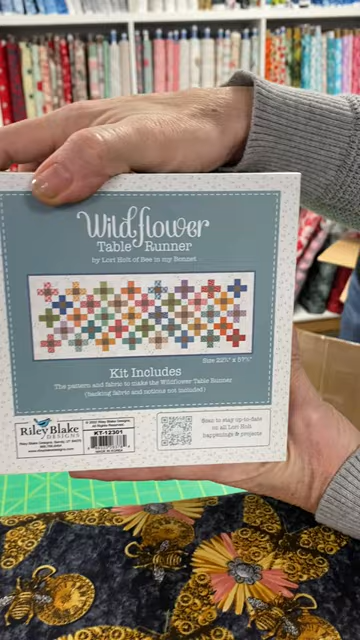 Wildflower
Table Runner
by Lori Holt of Bee in my Bonnet
Size 22¼" x 57¼"
Kit Includes
The pattern and fabric to make the Wildflower Table Runner
(backing fabric and notions not included)
Riley Blake
DESIGNS
KT-12301
Scan to stay up-to-date
on all Lori Holt
happenings & projects